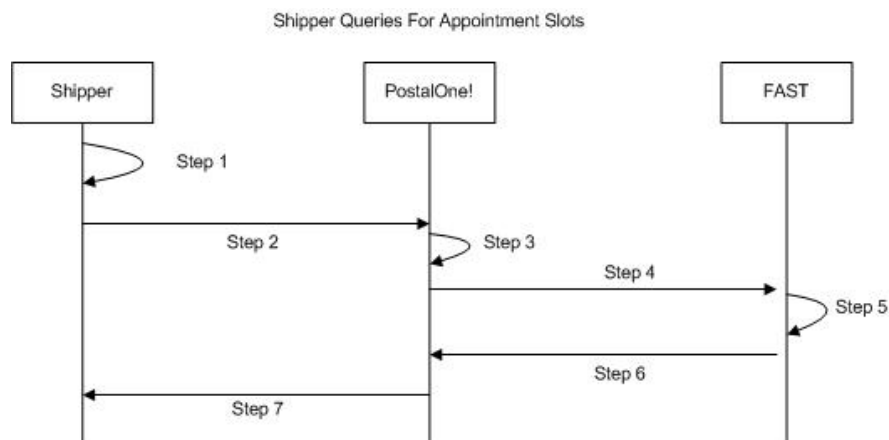 Shipper Queries For Appointment Slots
Shipper
PostalOne!
FAST
Step 1
Step 2
Step 3
Step 4
Step 5
Step 6
Step 7